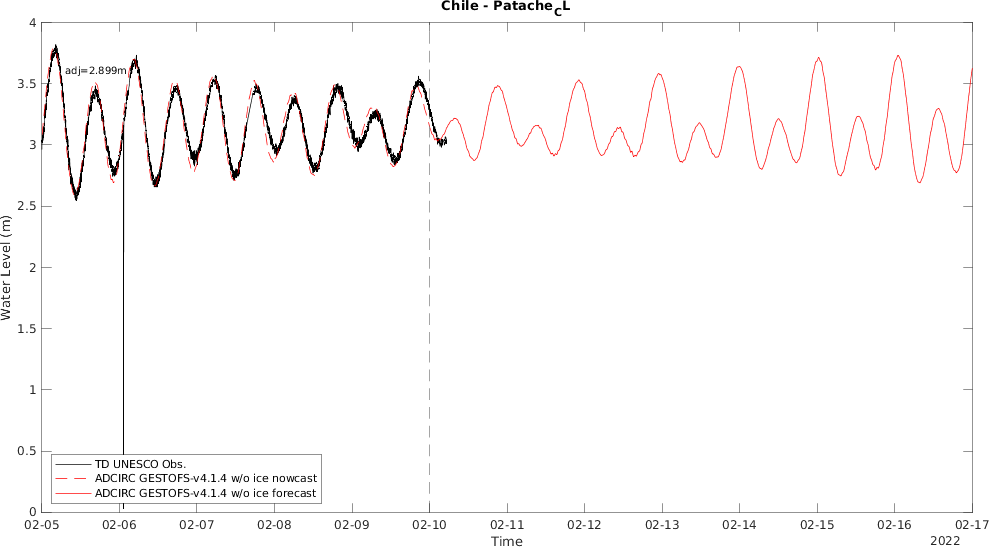 Chile - Patache_CL
4
3.5
3
2.5
2
1.5
1
0.5
0
Water Level (m)
adj=2.899m
TD UNESCO Obs.
ADCIRC GESTOFS-v4.1.4 w/o ice nowcast
ADCIRC GESTOFS-v4.1.4 w/o ice forecast
02-05 02-06 02-07 02-08 02-09 02-10 02-11 02-12 02-13 02-14 02-15 02-16 02-17
Time
2022